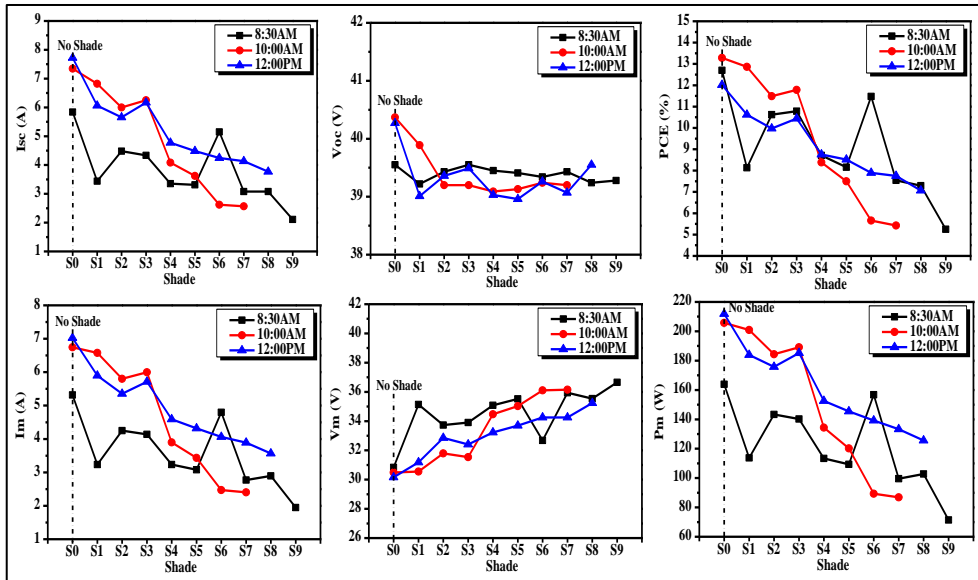 9
8
7
6
5
4
3
2
1
Isc (A)
No Shade
8:30AM
10:00AM
12:00PM
S0 S1 S2 S3 S4 S5 S6 S7 S8 S9
Shade
42
41
40
39
38
Voc (V)
No Shade
8:30AM
10:00AM
12:00PM
S0 S1 S2 S3 S4 S5 S6 S7 S8 S9
Shade
15
14
13
12
11
10
9
8
7
6
5
4
PCE (%)
No Shade
8:30AM
10:00AM
12:00PM
S0 S1 S2 S3 S4 S5 S6 S7 S8 S9
Shade
8
7
6
5
4
3
2
1
Im (A)
No Shade
8:30AM
10:00AM
12:00PM
S0 S1 S2 S3 S4 S5 S6 S7 S8 S9
Shade
42
40
38
36
34
32
30
28
26
Vm (V)
No Shade
8:30AM
10:00AM
12:00PM
S0 S1 S2 S3 S4 S5 S6 S7 S8 S9
Shade
220
200
180
160
140
120
100
80
60
Pm (W)
No Shade
8:30AM
10:00AM
12:00PM
S0 S1 S2 S3 S4 S5 S6 S7 S8 S9
Shade